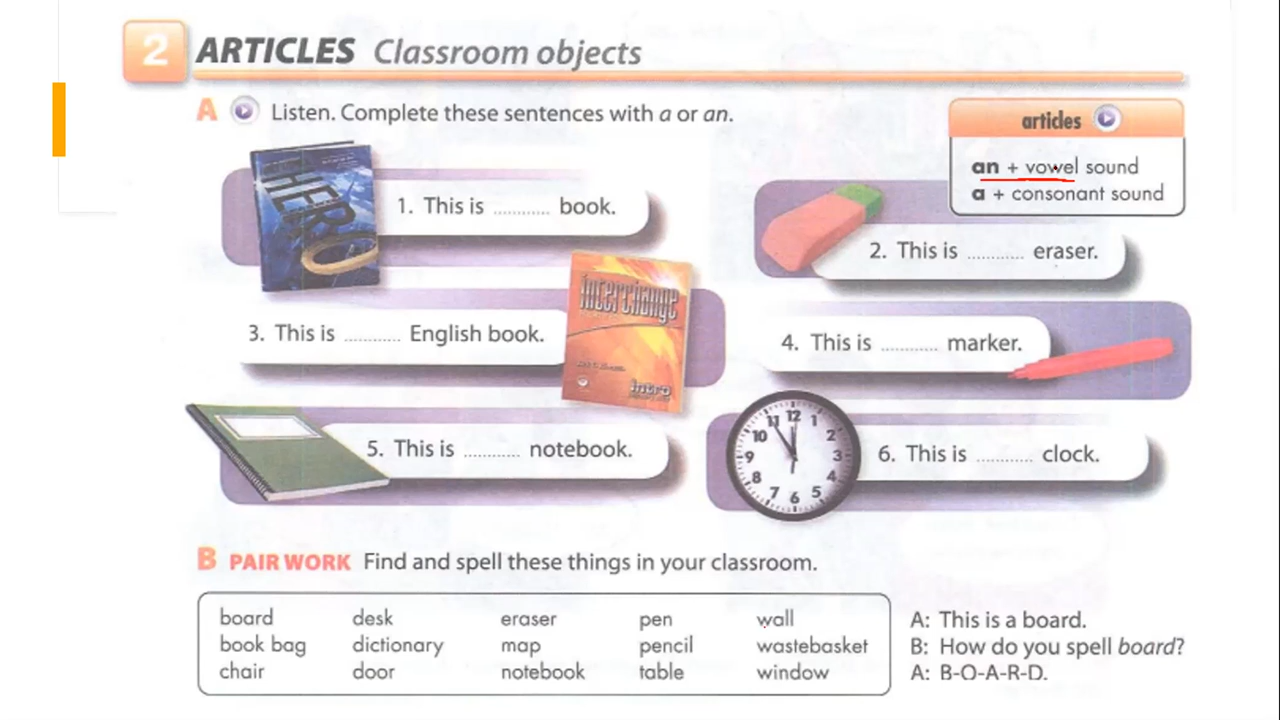 2 ARTICLES Classroom objects
A Listen. Complete these sentences with a or an.
articles
an + vowel sound
a + consonant sound
HERO
1. This is ............ book.
2. This is ............ eraser.
interchange
intro
3. This is ............ English book.
4. This is ............ marker.
5. This is ............ notebook.
12
1
2
3
4
5
6
7
8
9
10
11
6. This is ............ clock.
B PAIR WORK Find and spell these things in your classroom.
board desk eraser pen wall
book bag dictionary map pencil wastebasket
chair door notebook table window
A: This is a board.
B: How do you spell board?
A: B-O-A-R-D.